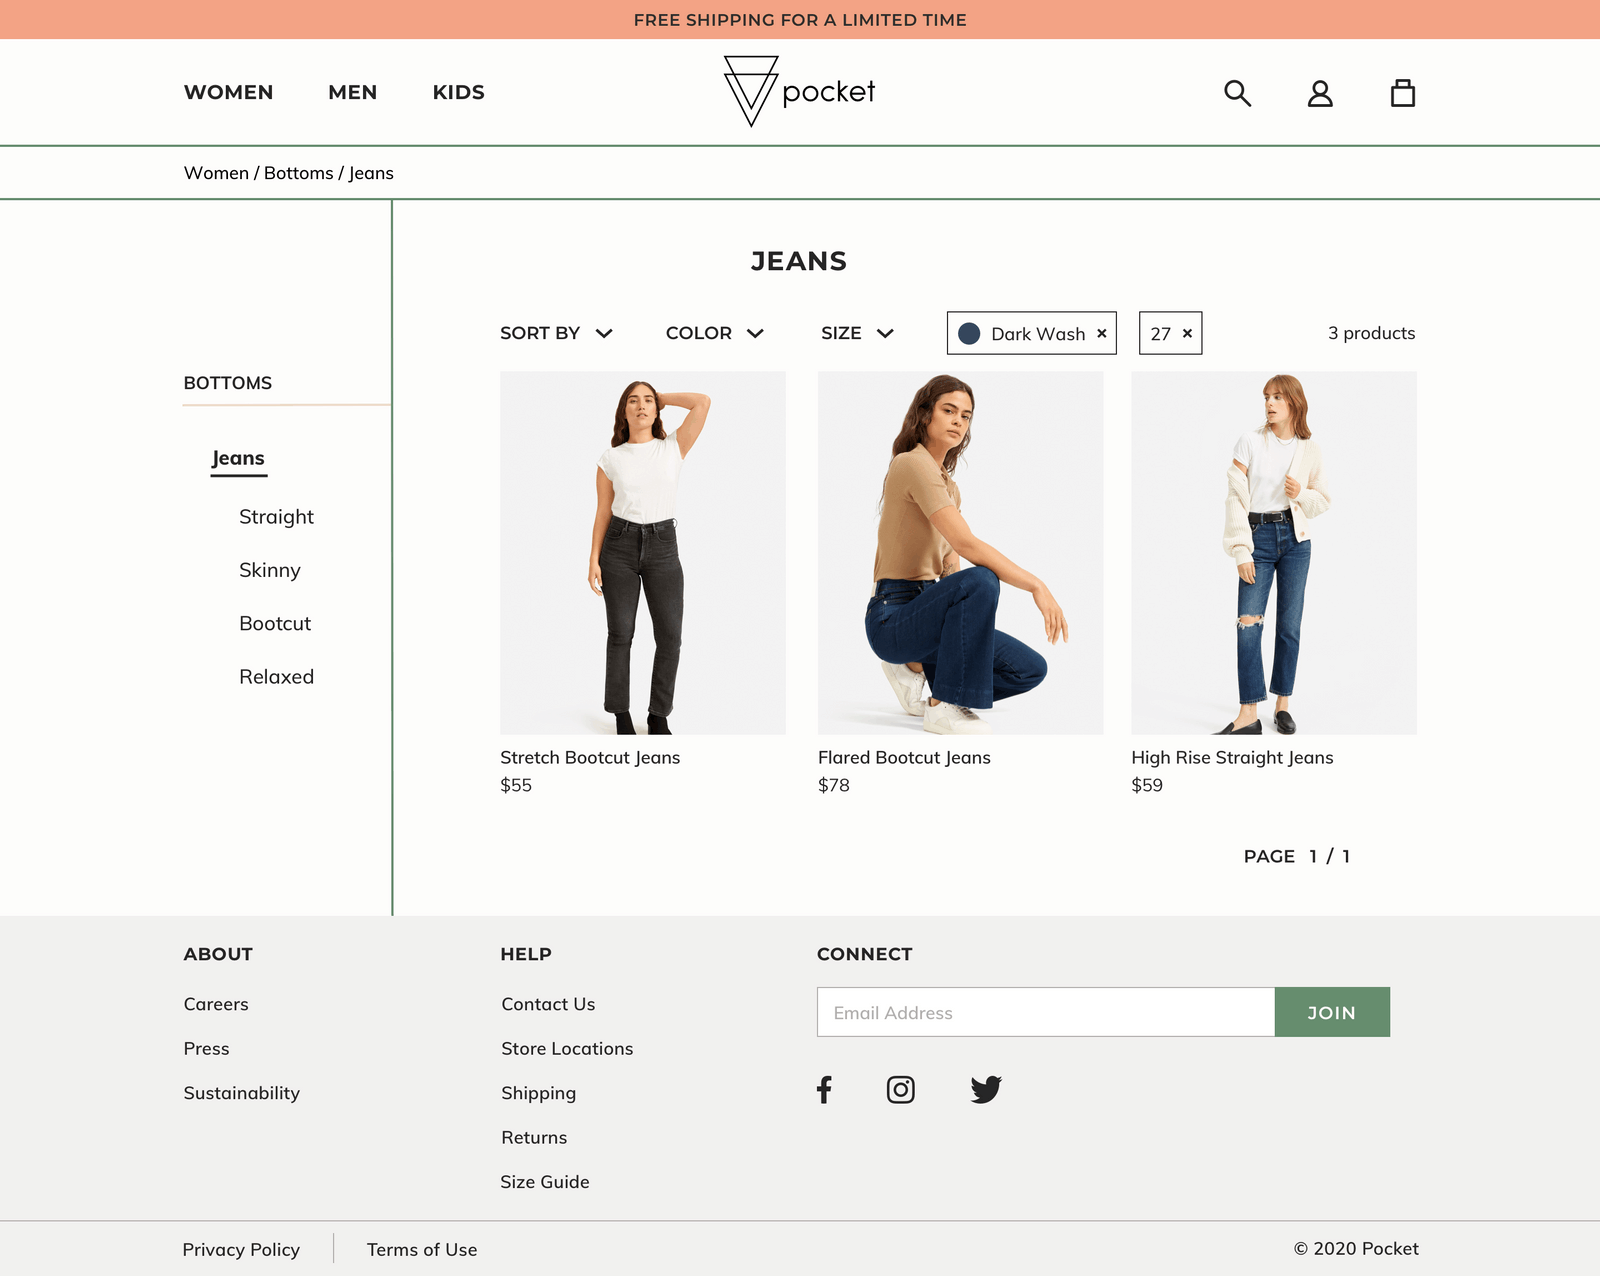 FREE SHIPPING FOR A LIMITED TIME
WOMEN MEN KIDS pocket
Women / Bottoms / Jeans
JEANS
SORT BY COLOR SIZE Dark Wash × 27 × 3 products
BOTTOMS
Jeans
Straight
Skinny
Bootcut
Relaxed
Stretch Bootcut Jeans
$55
Flared Bootcut Jeans
$78
High Rise Straight Jeans
$59
PAGE 1 / 1
ABOUT
Careers
Press
Sustainability
HELP
Contact Us
Store Locations
Shipping
Returns
Size Guide
CONNECT
Email Address JOIN
Privacy Policy Terms of Use © 2020 Pocket